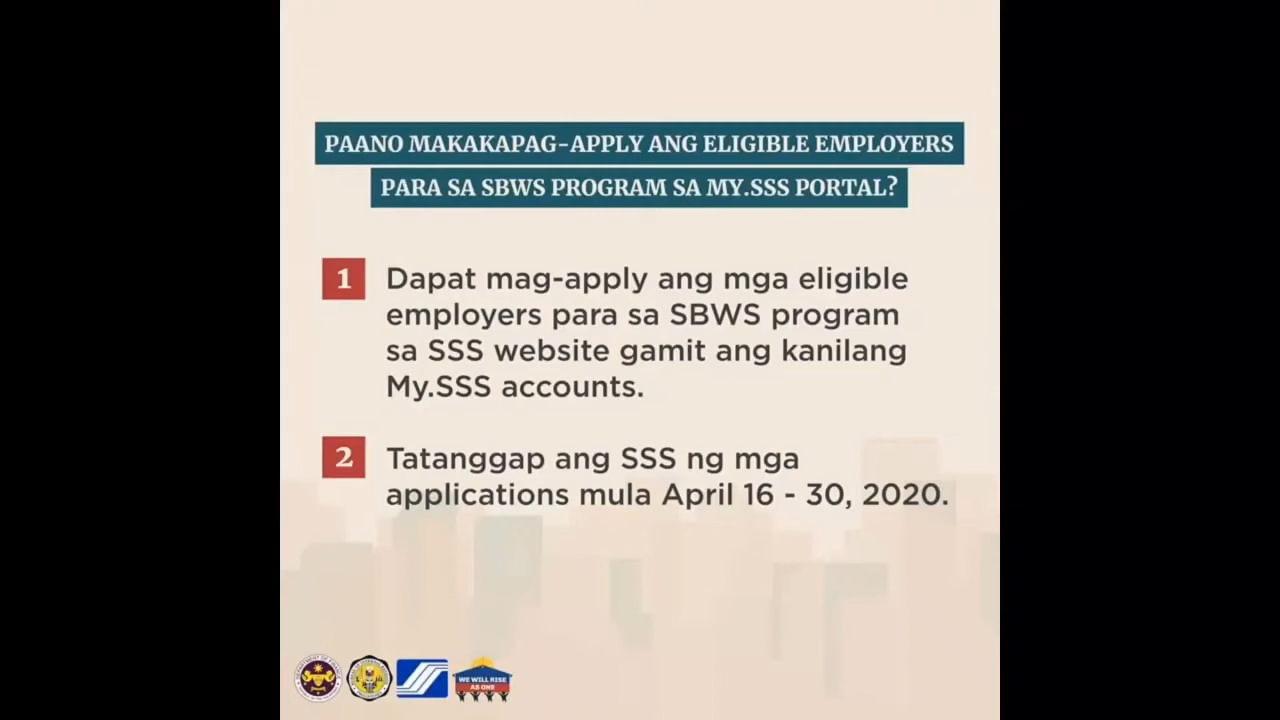 PAANO MAKAKAPAG-APPLY ANG ELIGIBLE EMPLOYERS
PARA SA SBWS PROGRAM SA MY.SSS PORTAL?
1 Dapat mag-apply ang mga eligible
employers para sa SBWS program
sa SSS website gamit ang kanilang
My.SSS accounts.
2 Tatanggap ang SSS ng mga
applications mula April 16 - 30, 2020.
WE WILL RISE
AS ONE